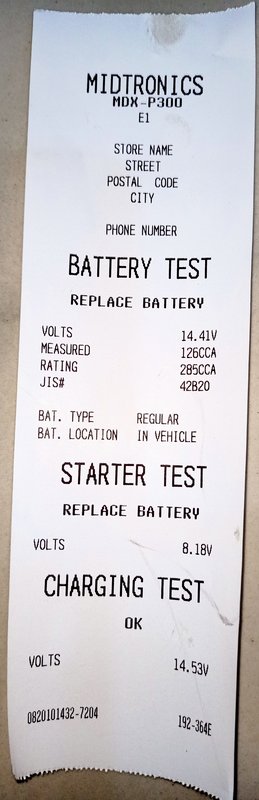 MIDTRONICS
MDX-P300
E1
STORE NAME
STREET
POSTAL CODE
CITY
PHONE NUMBER
BATTERY TEST
REPLACE BATTERY
VOLTS 14.41V
MEASURED 126CCA
RATING 285CCA
JIS# 42B20
BAT. TYPE REGULAR
BAT. LOCATION IN VEHICLE
STARTER TEST
REPLACE BATTERY
VOLTS 8.18V
CHARGING TEST
OK
VOLTS 14.53V
0820101432-7204 192-364E